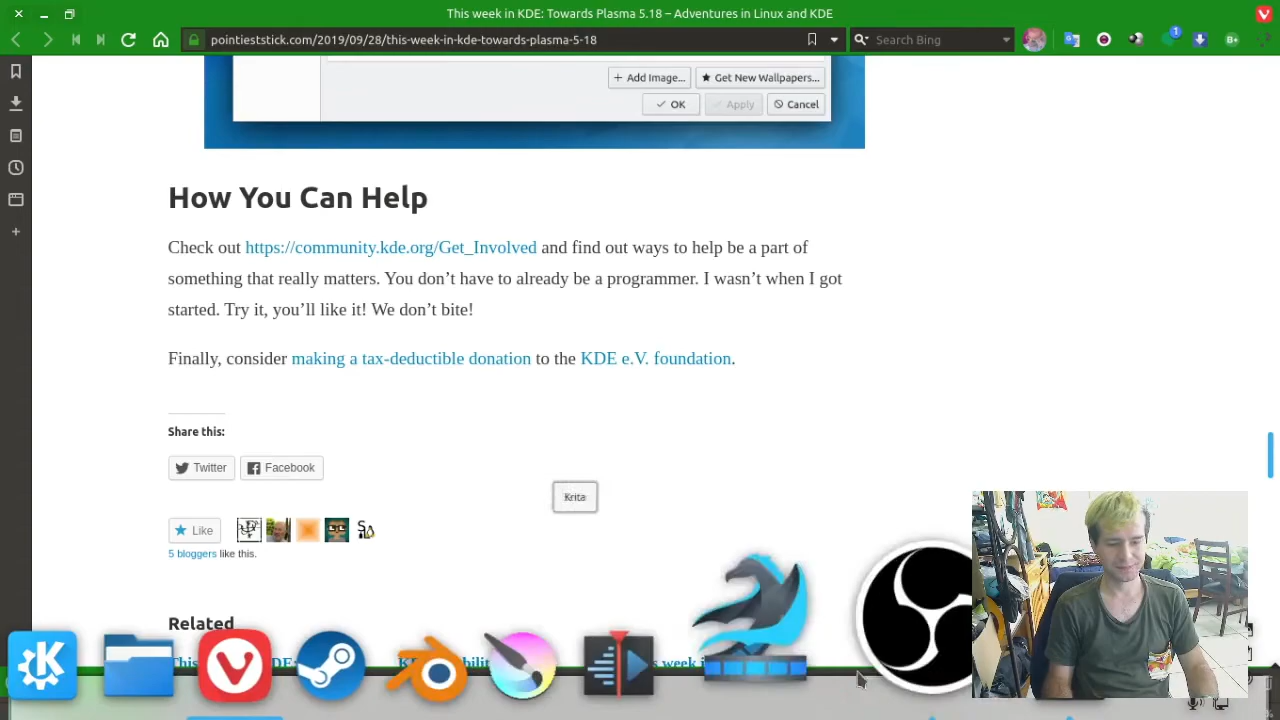 This week in KDE: Towards Plasma 5.18 – Adventures in Linux and KDE
pointieststick.com/2019/09/28/this-week-in-kde-towards-plasma-5-18
Search Bing
1
Add Image...
Get New Wallpapers...
OK
Apply
Cancel
How You Can Help
Check out https://community.kde.org/Get_Involved and find out ways to help be a part of
something that really matters. You don’t have to already be a programmer. I wasn’t when I got
started. Try it, you’ll like it! We don’t bite!
Finally, consider making a tax-deductible donation to the KDE e.V. foundation.
Share this:
Twitter
Facebook
Krita
Like
5 bloggers like this.
Related